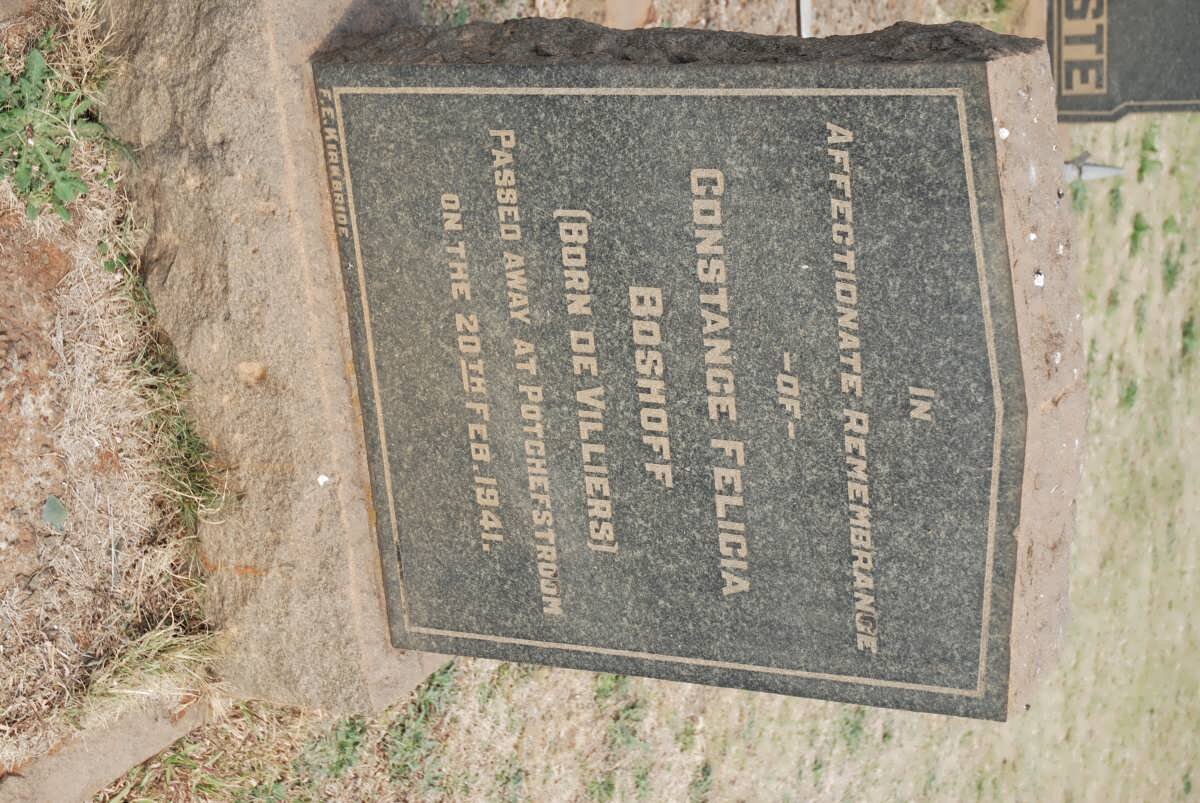 IN
AFFECTIONATE REMEMBRANCE
-OF-
CONSTANCE FELICIA
BOSHOFF
(BORN DE VILLIERS)
PASSED AWAY AT POTCHEFSTROOM
ON THE 20TH FEB. 1941.
STE